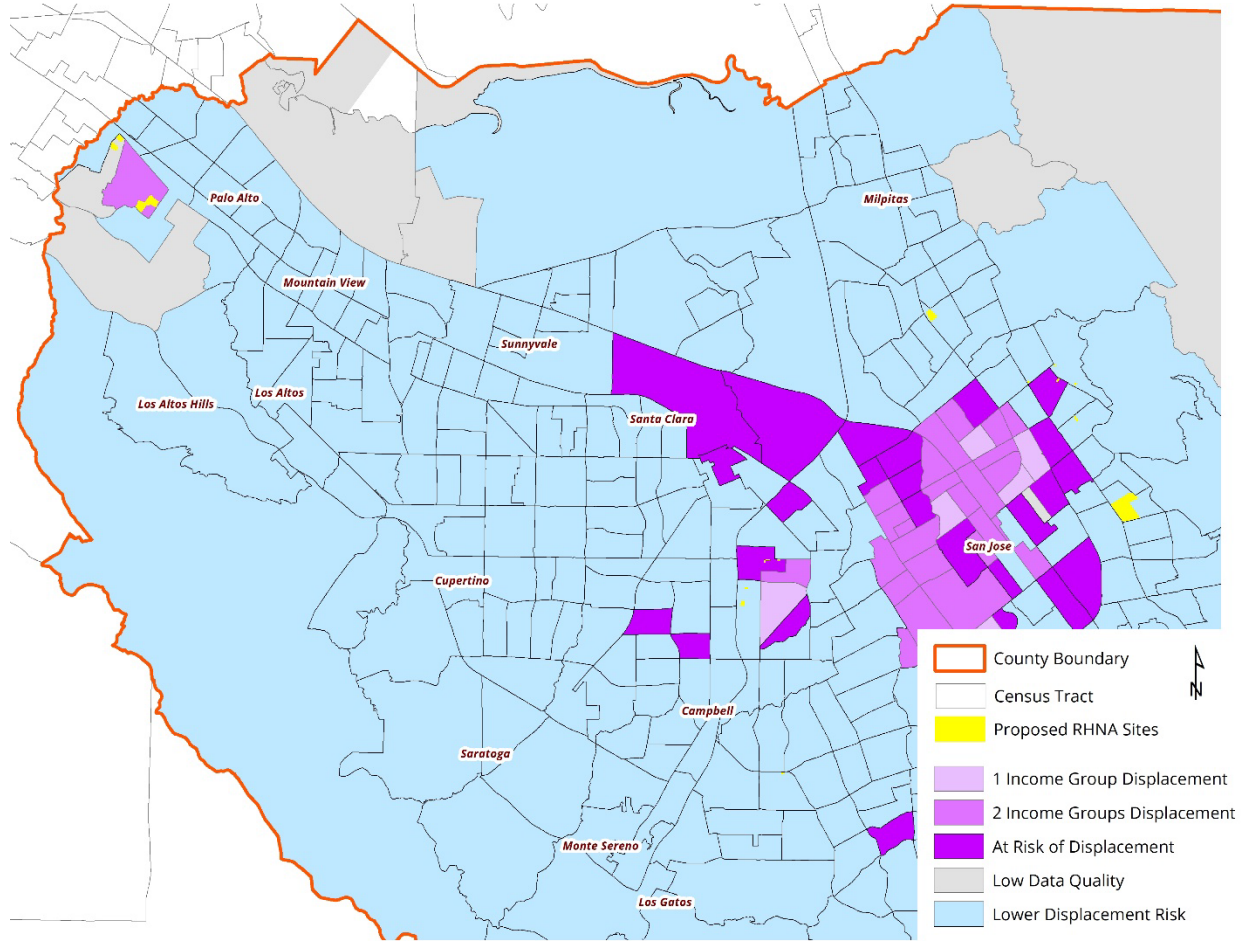 Palo Alto
Milpitas
Mountain View
Sunnyvale
Los Altos
Los Altos Hills
Santa Clara
San Jose
Cupertino
Campbell
Saratoga
Monte Sereno
Los Gatos
County Boundary
Census Tract
Proposed RHNA Sites
1 Income Group Displacement
2 Income Groups Displacement
At Risk of Displacement
Low Data Quality
Lower Displacement Risk
N